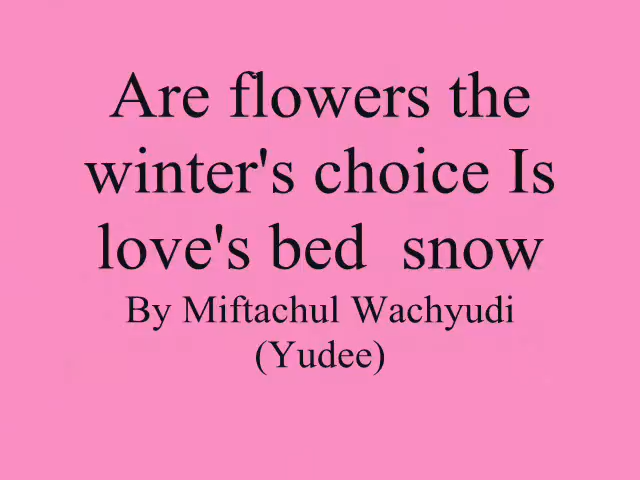 Are flowers the
winter's choice Is
love's bed  snow
By Miftachul Wachyudi
(Yudee)